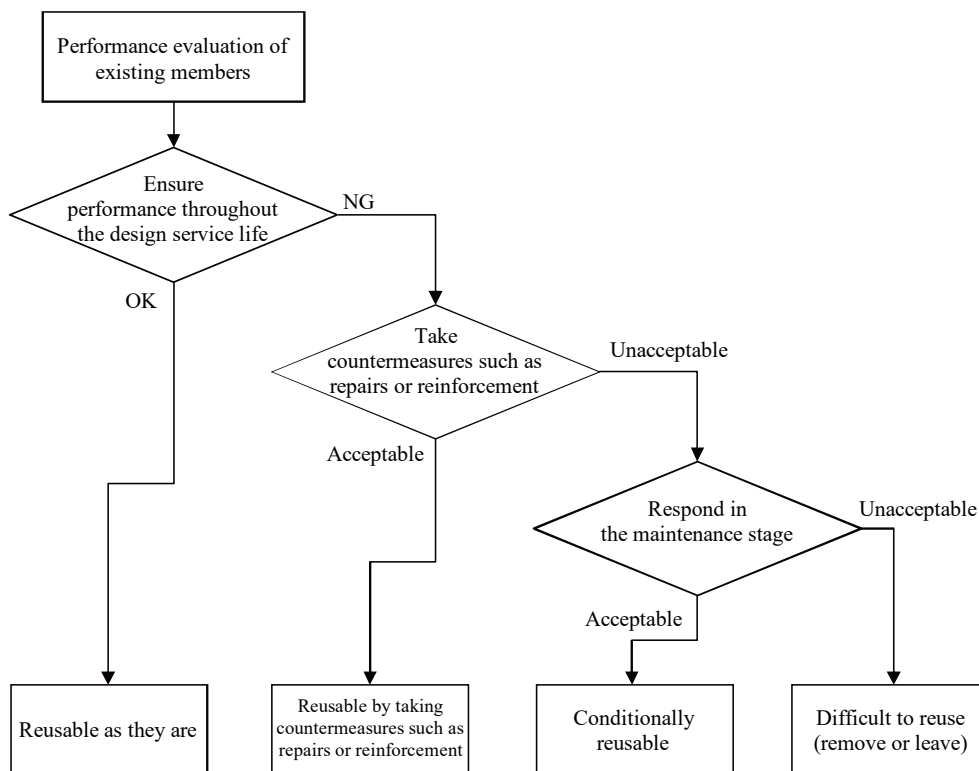 Performance evaluation of
existing members
Ensure
performance throughout
the design service life
NG
OK
Take
countermeasures such as
repairs or reinforcement
Unacceptable
Acceptable
Respond in
the maintenance stage
Unacceptable
Acceptable
Reusable as they are
Reusable by taking
countermeasures such as
repairs or reinforcement
Conditionally
reusable
Difficult to reuse
(remove or leave)